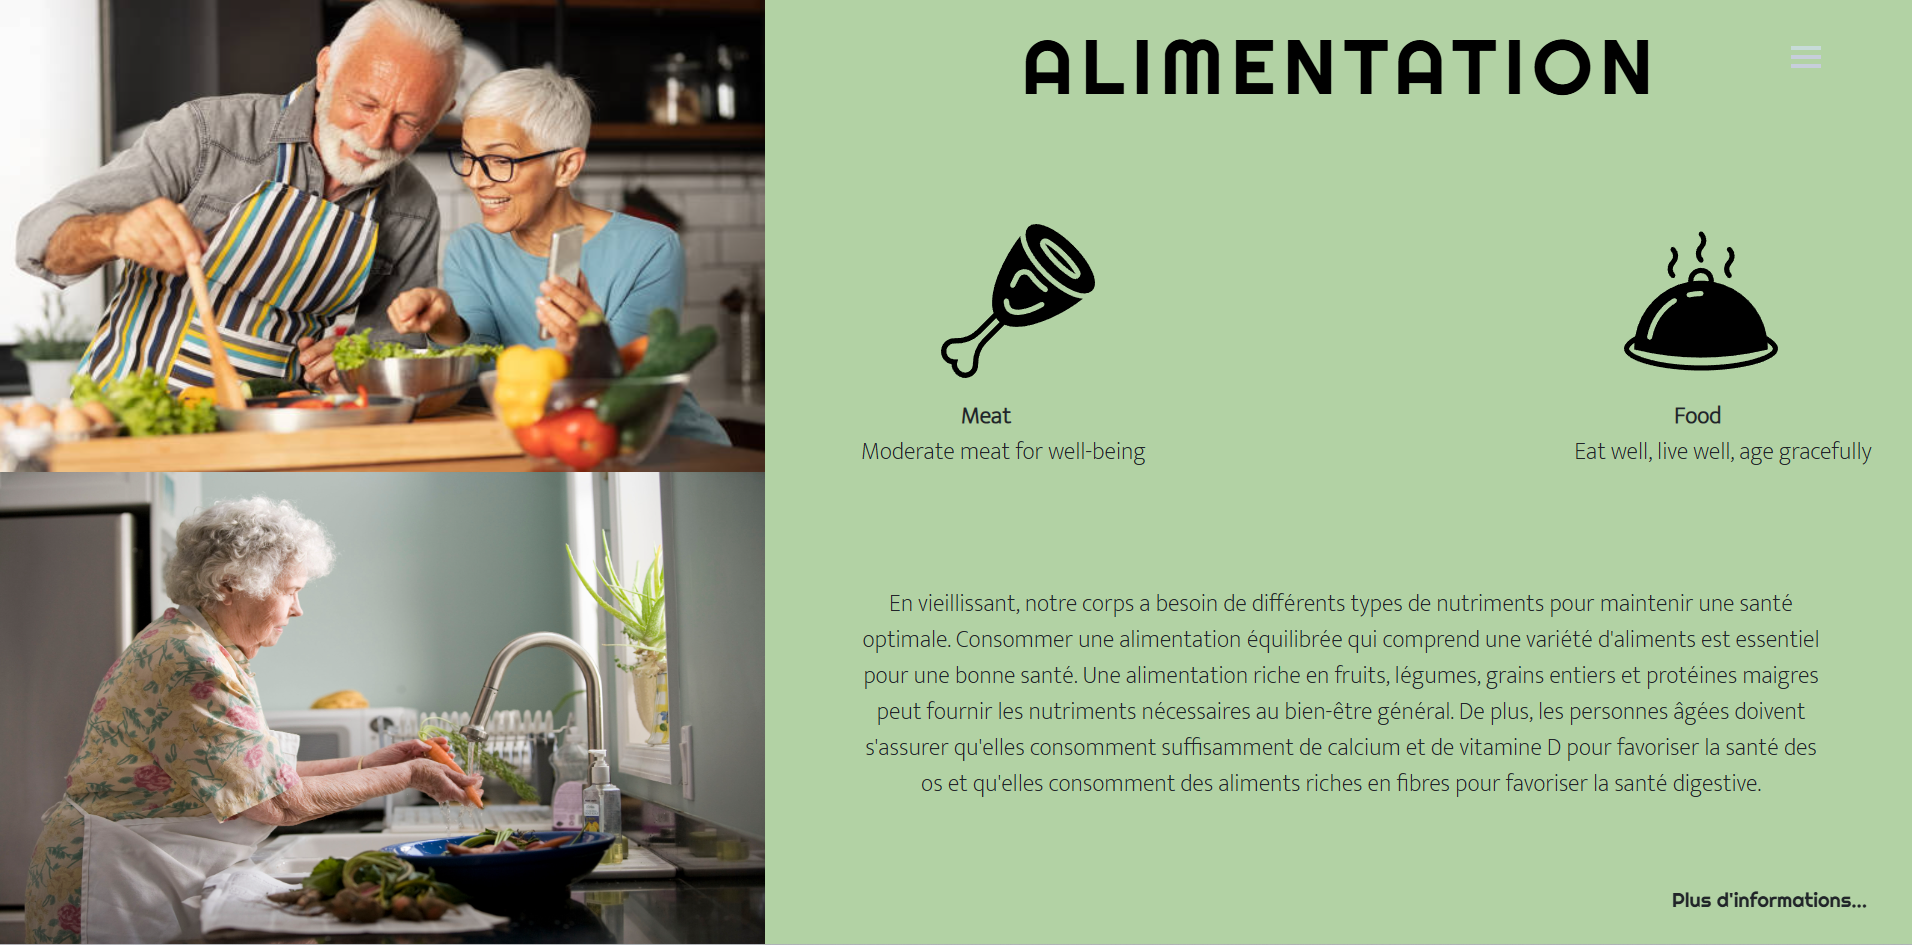 ALIMENTATION
Meat
Moderate meat for well-being
Food
Eat well, live well, age gracefully
En vieillissant, notre corps a besoin de différents types de nutriments pour maintenir une santé
optimale. Consommer une alimentation équilibrée qui comprend une variété d'aliments est essentiel
pour une bonne santé. Une alimentation riche en fruits, légumes, grains entiers et protéines maigres
peut fournir les nutriments nécessaires au bien-être général. De plus, les personnes âgées doivent
s'assurer qu'elles consomment suffisamment de calcium et de vitamine D pour favoriser la santé des
os et qu'elles consomment des aliments riches en fibres pour favoriser la santé digestive.
Plus d'informations...